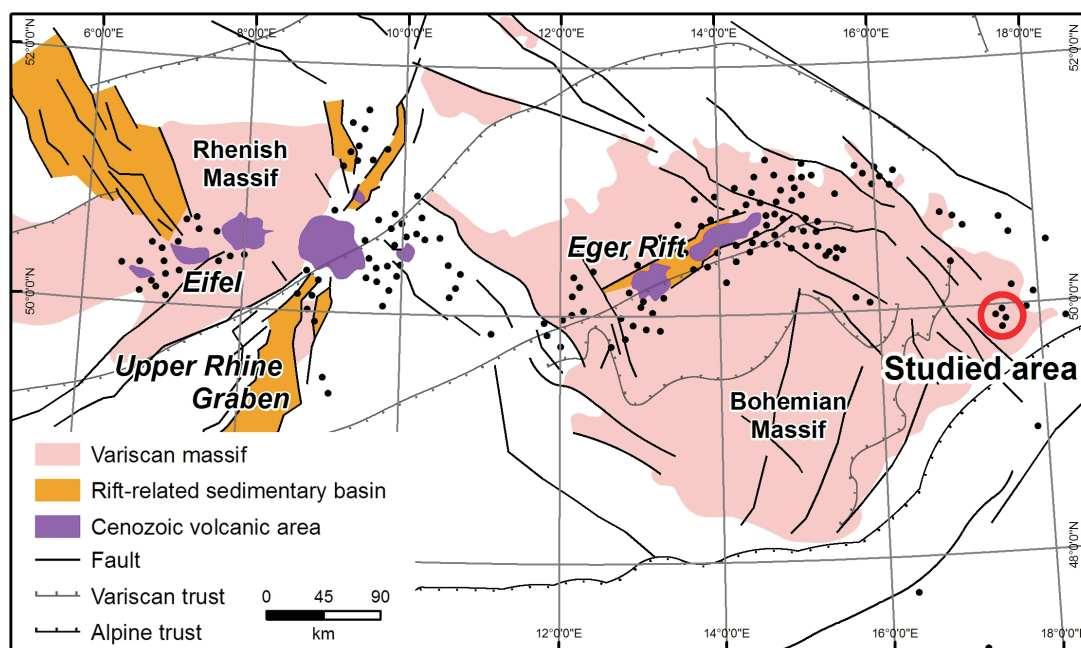 6°0'0"E
8°0'0"E
10°0'0"E
12°0'0"E
14°0'0"E
16°0'0"E
18°0'0"E
52°0'0"N
52°0'0"N
Rhenish
Massif
Eger Rift
Eifel
50°0'0"N
50°0'0"N
Upper Rhine
Graben
Studied area
Bohemian
Massif
Variscan massif
Rift-related sedimentary basin
Cenozoic volcanic area
Fault
Variscan trust
Alpine trust
0 45 90
km
48°0'0"N
12°0'0"E
14°0'0"E
16°0'0"E